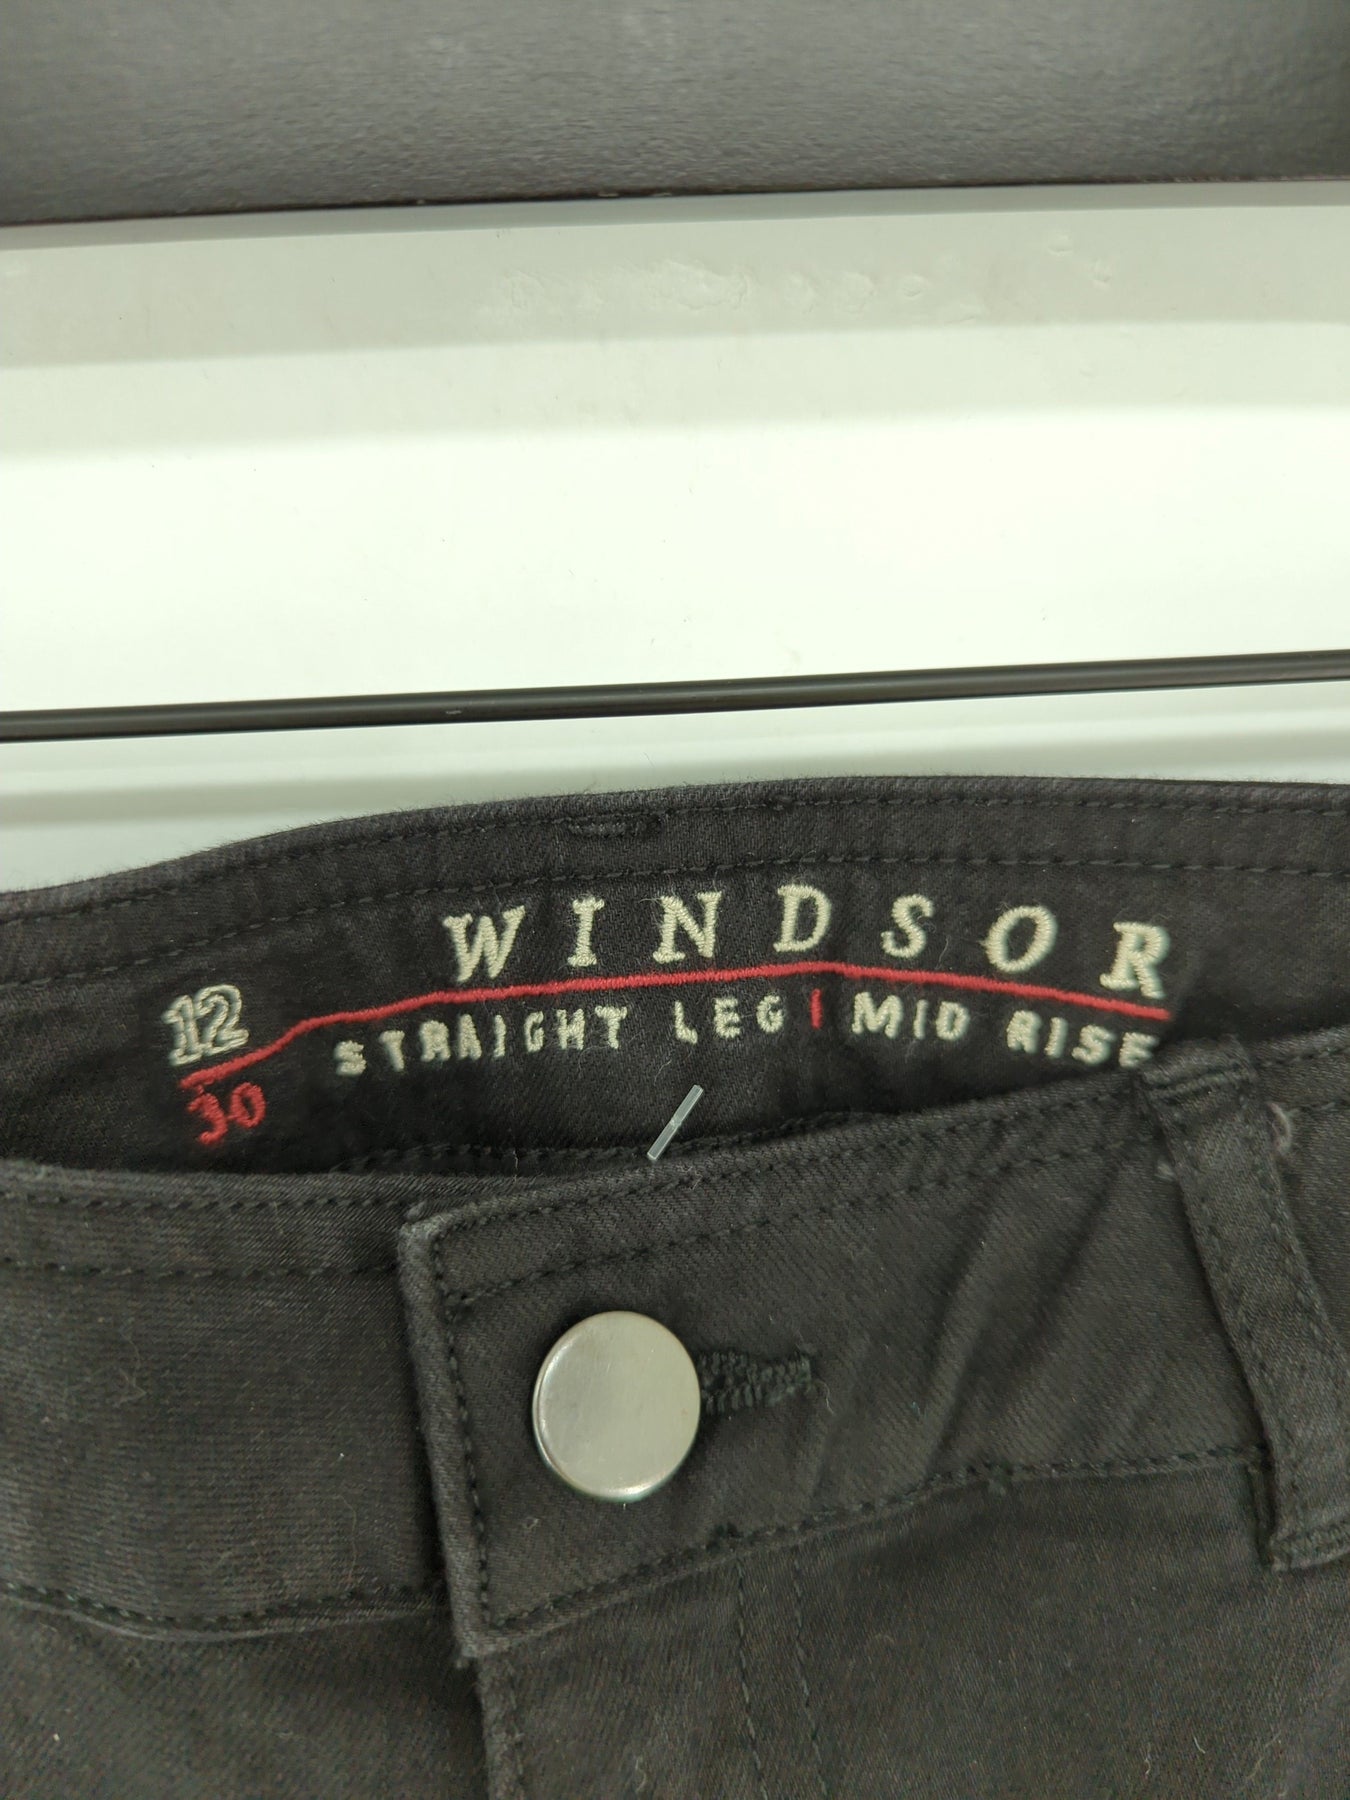 WINDSOR
STRAIGHT LEG | MID RISE
12
30